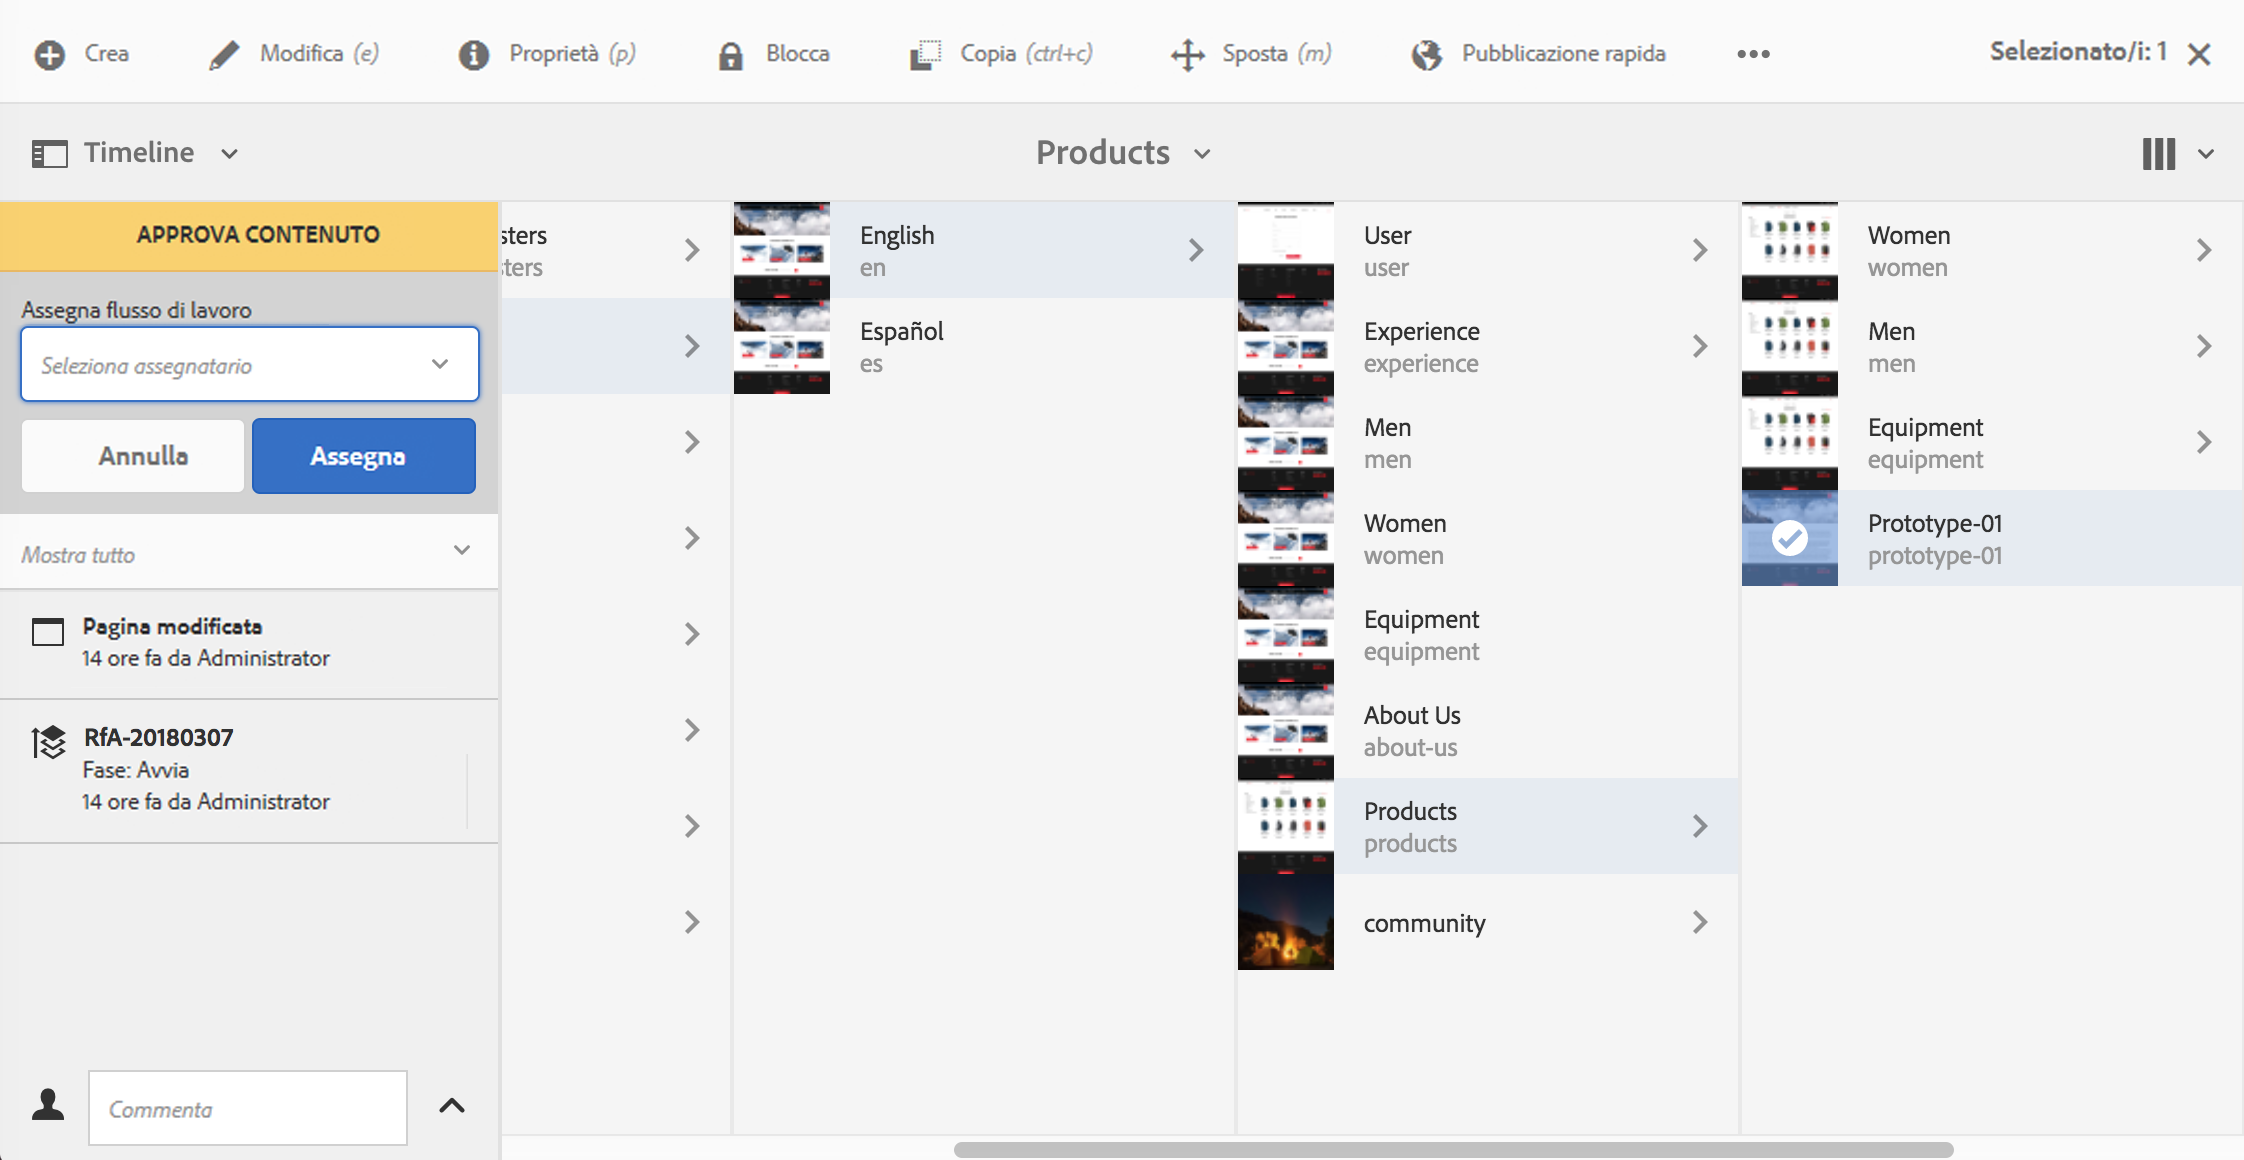 Crea
Modifica (e)
Proprietà (p)
Blocca
Copia (ctrl+c)
Sposta (m)
Pubblicazione rapida
Selezionato/i: 1
Timeline
Products
APPROVA CONTENUTO
Assegna flusso di lavoro
Seleziona assegnatario
Annulla
Assegna
Mostra tutto
Pagina modificata
14 ore fa da Administrator
RfA-20180307
Fase: Avvia
14 ore fa da Administrator
Commenta
sters
sters
English
en
Español
es
User
user
Experience
experience
Men
men
Women
women
Equipment
equipment
About Us
about-us
Products
products
community
Women
women
Men
men
Equipment
equipment
Prototype-01
prototype-01